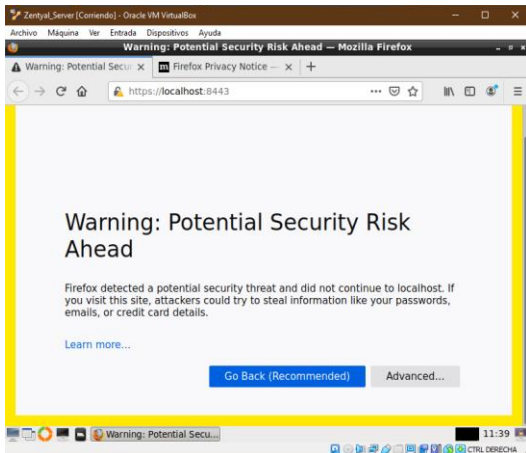 Zentyal_Server [Corriendo] - Oracle VM VirtualBox
Archivo Máquina Ver Entrada Dispositivos Ayuda
Warning: Potential Security Risk Ahead — Mozilla Firefox
Warning: Potential Secur
Firefox Privacy Notice —
https://localhost:8443
Warning: Potential Security Risk
Ahead
Firefox detected a potential security threat and did not continue to localhost. If
you visit this site, attackers could try to steal information like your passwords,
emails, or credit card details.
Learn more...
Go Back (Recommended)
Advanced...
Warning: Potential Secu...
11:39
CTRL DERECHA